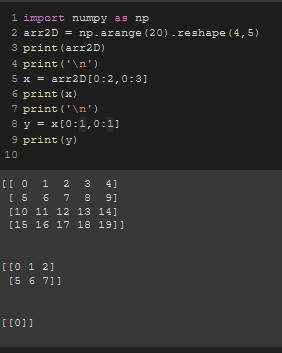 1 import numpy as np
2 arr2D = np.arange(20).reshape(4,5)
3 print(arr2D)
4 print('\n')
5 x = arr2D[0:2,0:3]
6 print(x)
7 print('\n')
8 y = x[0:1,0:1]
9 print(y)
10
[[ 0  1  2  3  4]
 [ 5  6  7  8  9]
 [10 11 12 13 14]
 [15 16 17 18 19]]
[[0 1 2]
 [5 6 7]]
[[0]]